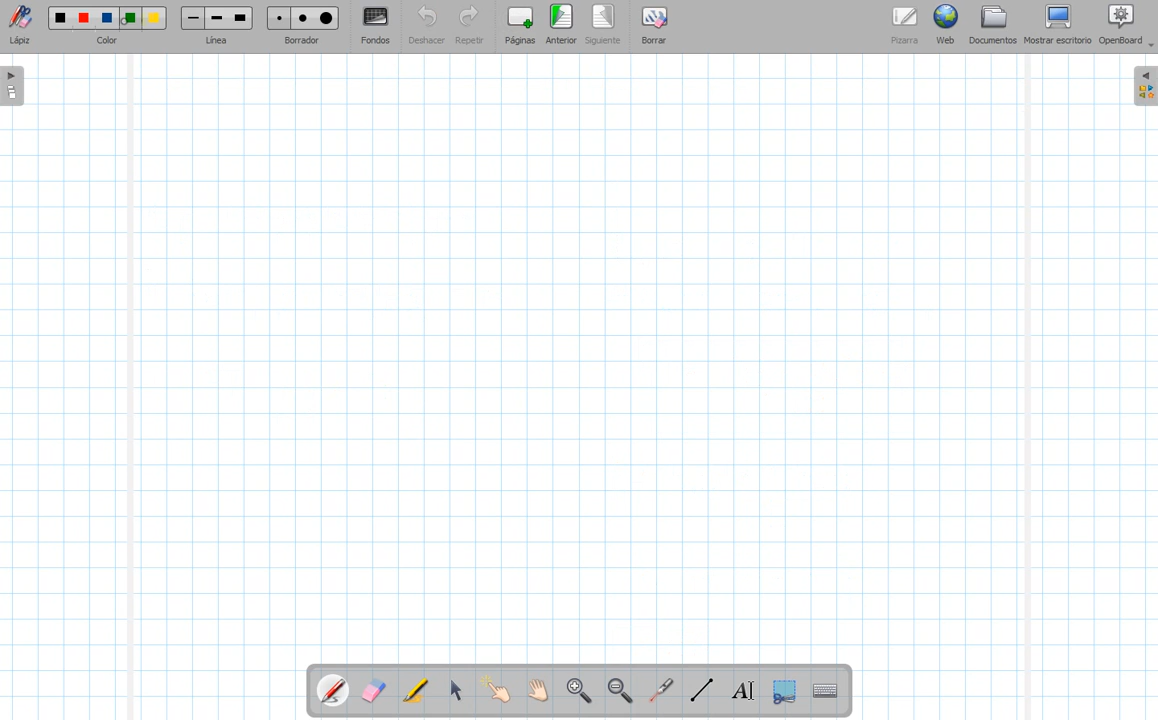 Lápiz Color Línea Borrador Fondos Deshacer Repetir Páginas Anterior Siguiente Borrar Pizarra Web Documentos Mostrar escritorio OpenBoard